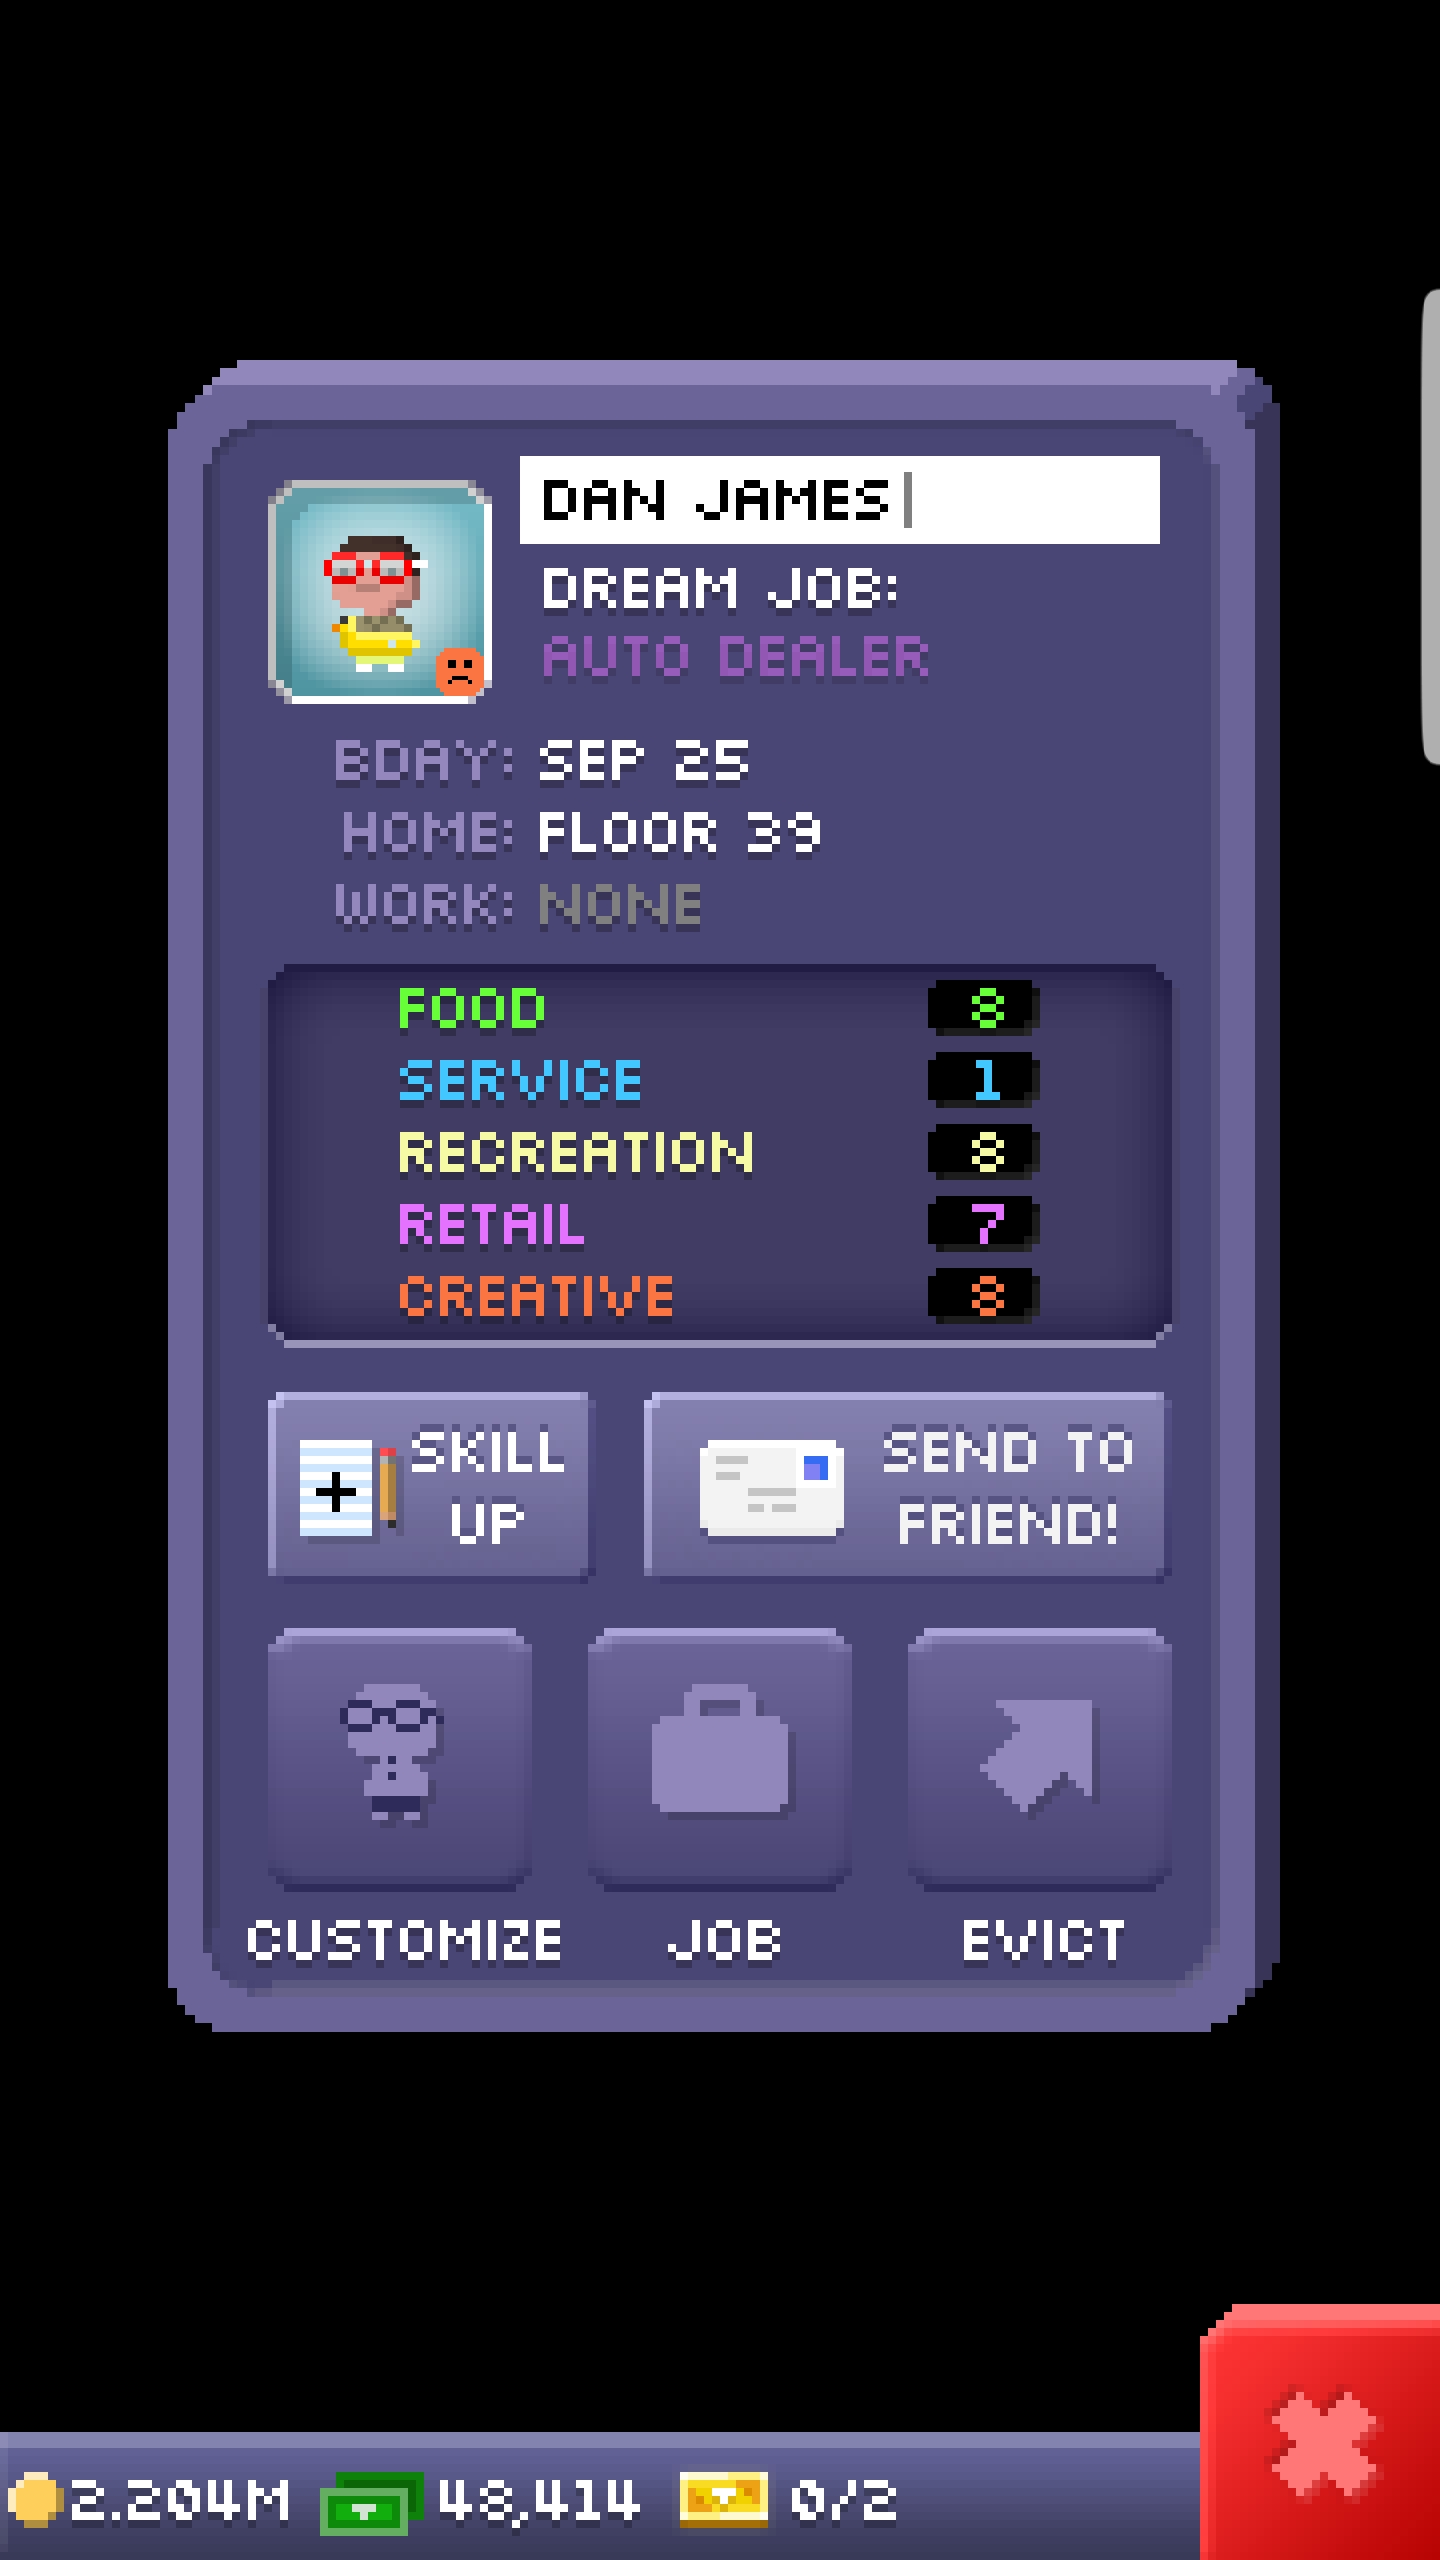 DAN JAMES
DREAM JOB:
AUTO DEALER
BDAY: SEP 25
HOME: FLOOR 39
WORK: NONE
FOOD 8
SERVICE 1
RECREATION 8
RETAIL 7
CREATIVE 8
SKILL UP
SEND TO FRIEND!
CUSTOMIZE JOB EVICT
2.204M 48,414 0/2